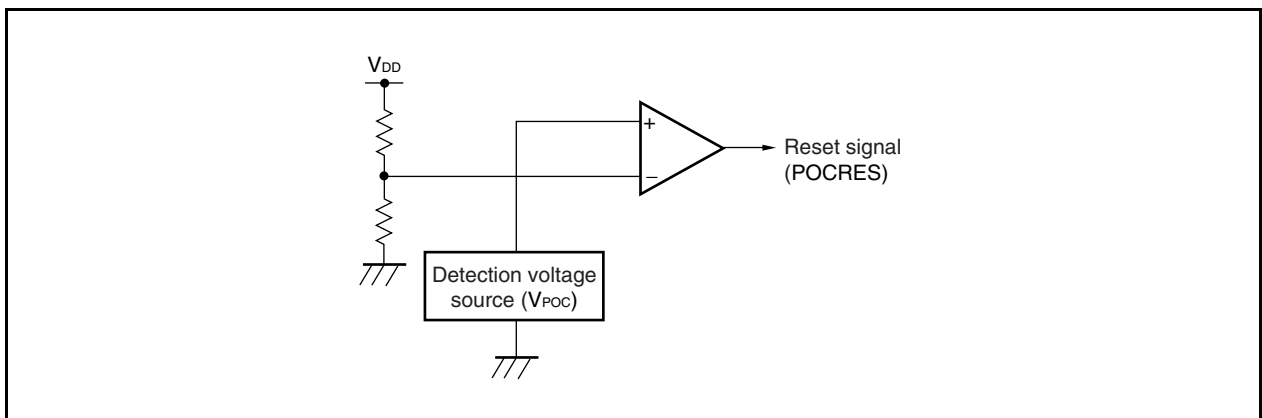 VDD
+
−
Reset signal
(POCRES)
Detection voltage
source (VPOC)